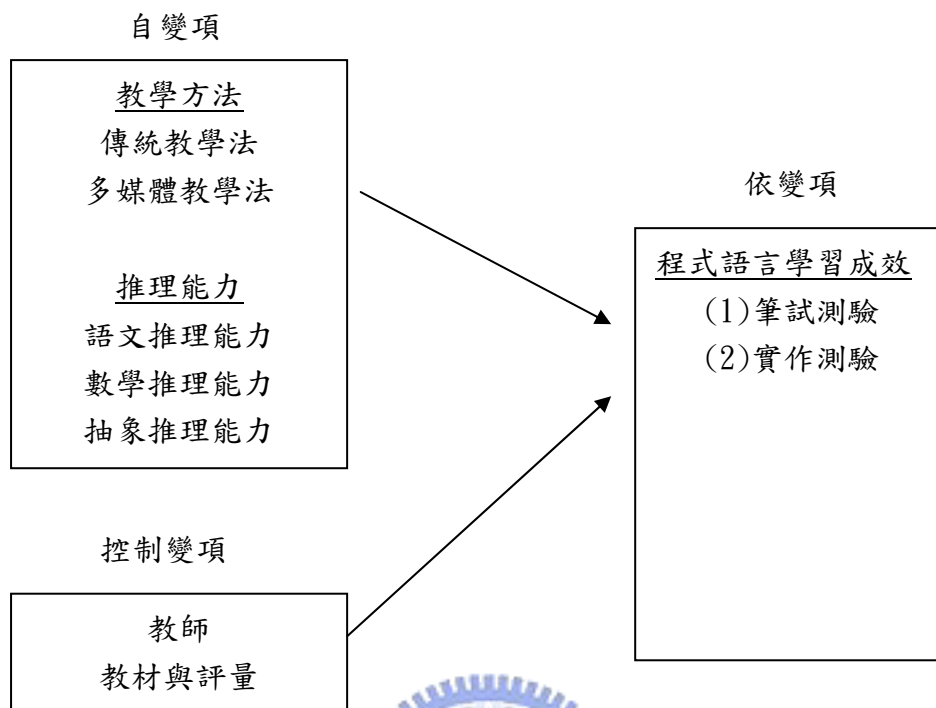 自變項
教學方法
傳統教學法
多媒體教學法
推理能力
語文推理能力
數學推理能力
抽象推理能力
依變項
程式語言學習成效
(1)筆試測驗
(2)實作測驗
控制變項
教師
教材與評量